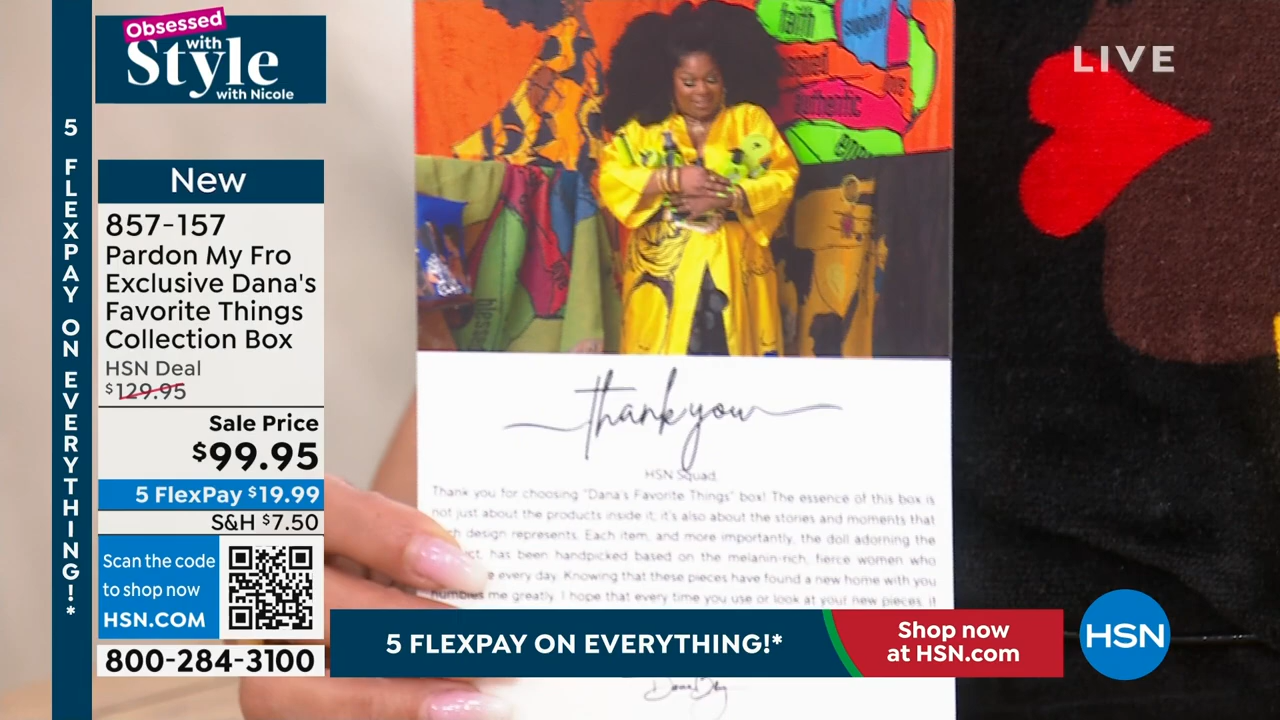 Obsessed
with
Style
with Nicole
LIVE
5 FLEXPAY ON EVERYTHING!*
New
857-157
Pardon My Fro
Exclusive Dana's
Favorite Things
Collection Box
HSN Deal
$129.95
Sale Price
$99.95
5 FlexPay $19.99
S&H $7.50
Scan the code
to shop now
HSN.COM
800-284-3100
faith
support
authentic
thank you
HSN Squad,
Thank you for choosing "Dana's Favorite Things" box! The essence of this box is
not just about the products inside it; it's also about the stories and moments that
design represents. Each item, and more importantly, the doll adorning the
has been handpicked based on the melanin-rich, fierce women who
every day. Knowing that these pieces have found a new home with you
humbles me greatly. I hope that every time you use or look at your new pieces, it
5 FLEXPAY ON EVERYTHING!*
Shop now
at HSN.com
HSN